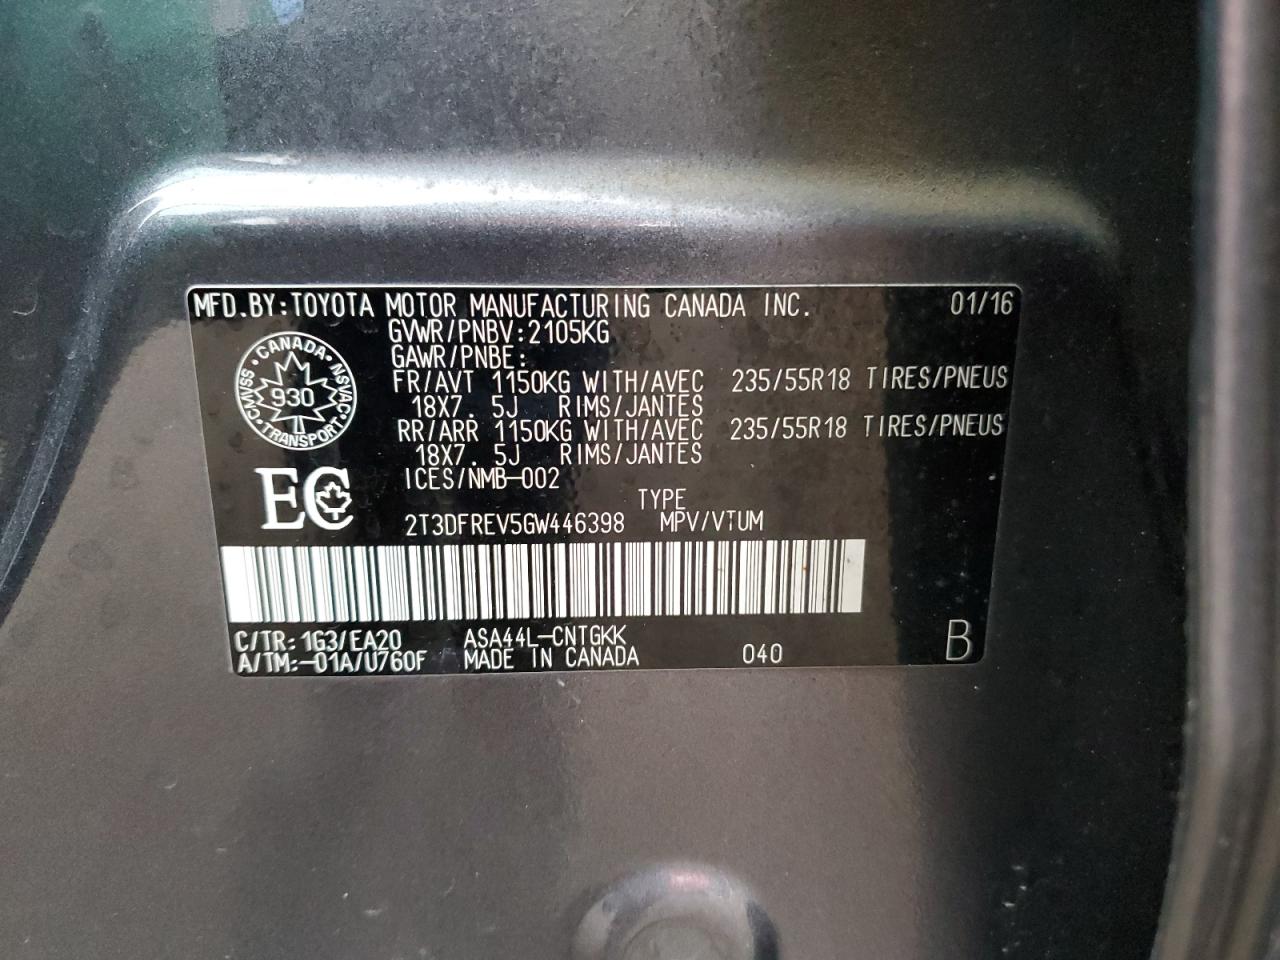 MFD.BY:TOYOTA MOTOR MANUFACTURING CANADA INC. 01/16
GVWR/PNBV:2105KG
GAWR/PNBE:
FR/AVT 1150KG WITH/AVEC 235/55R18 TIRES/PNEUS
18X7.5J RIMS/JANTES
RR/ARR 1150KG WITH/AVEC 235/55R18 TIRES/PNEUS
18X7.5J RIMS/JANTES
ICES/NMB-002
CANADA
CMVSS 930 NSVAC
TRANSPORT
EC
TYPE
2T3DFREV5GW446398 MPV/VTUM
C/TR: 1G3/EA20 ASA44L-CNTGKK
A/TM:-01A/U760F MADE IN CANADA 040 B